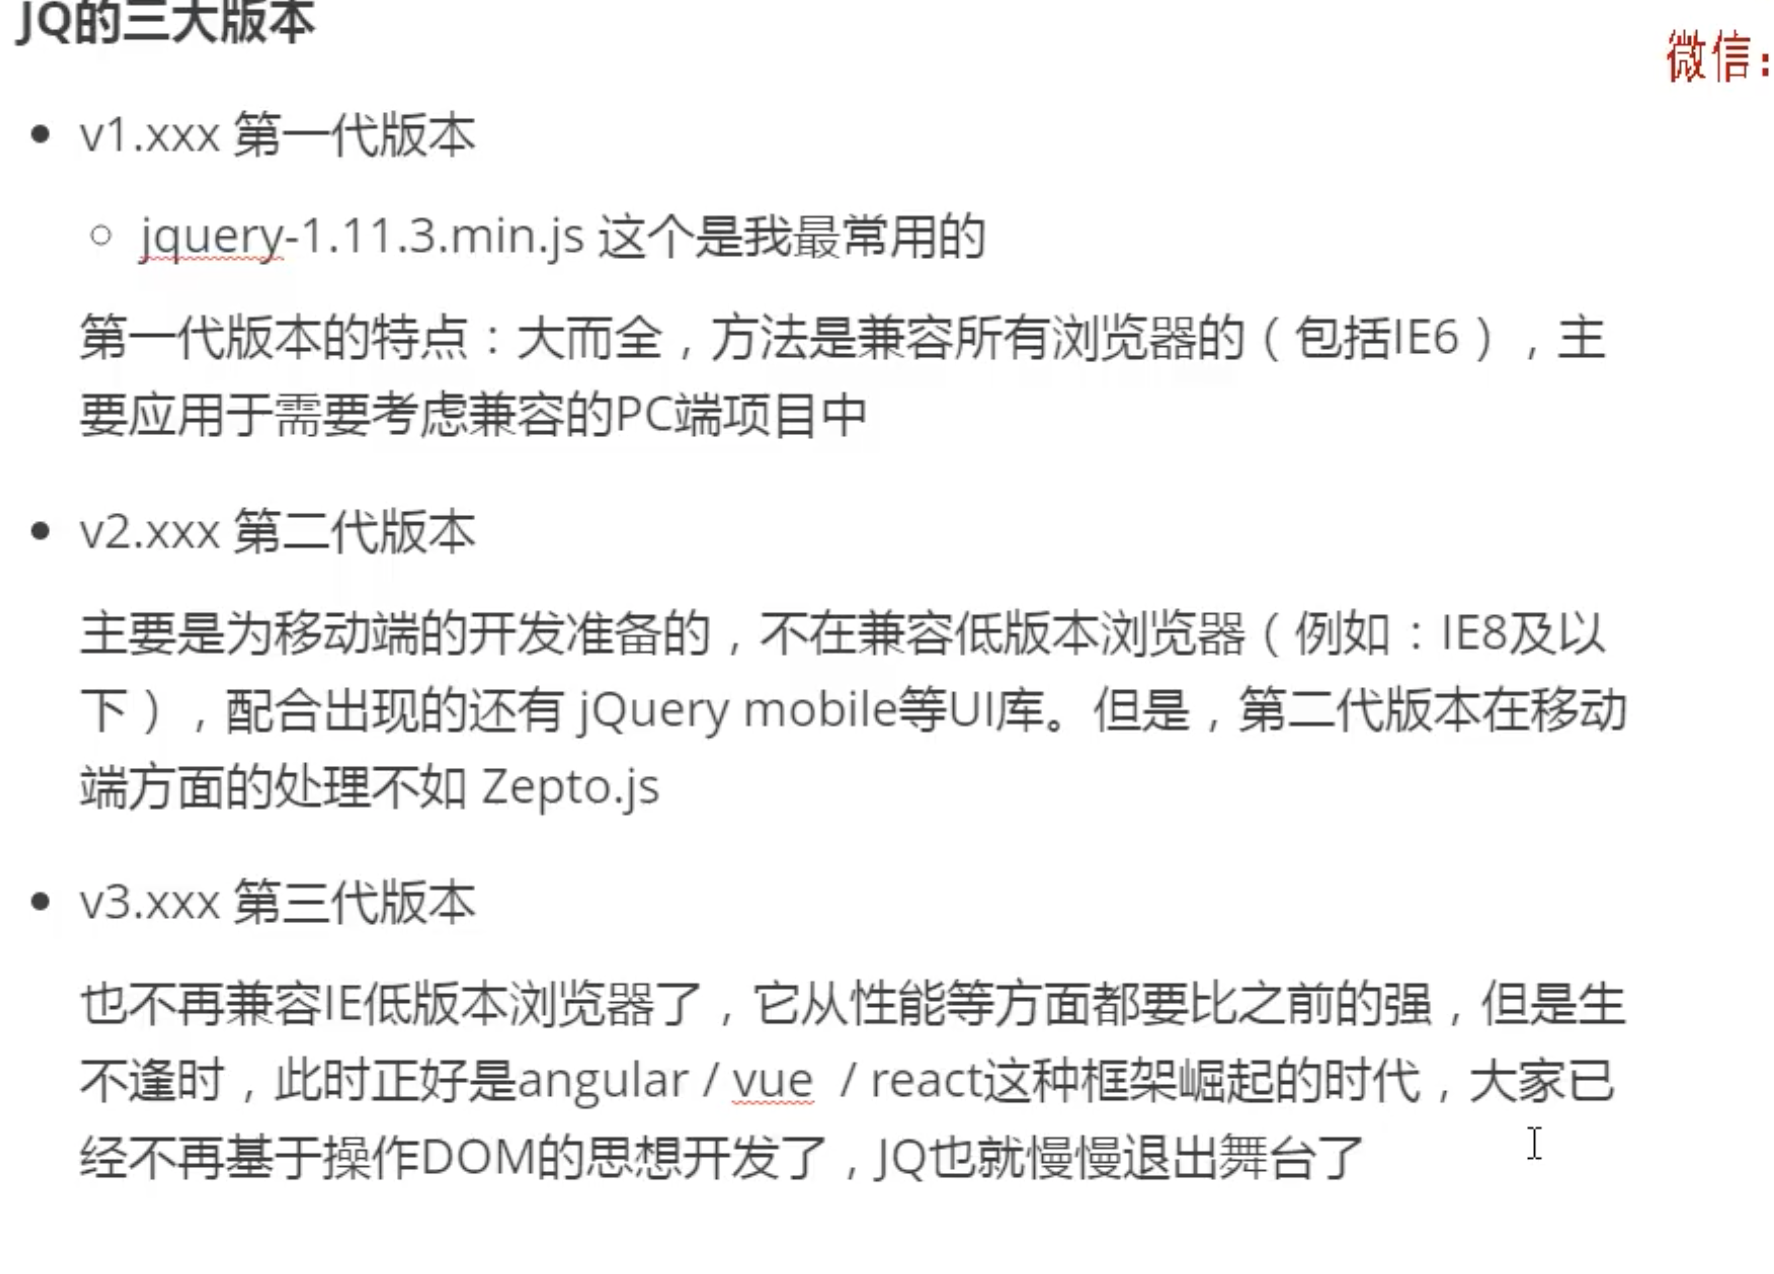 JQ的三大版本
微信：
v1.xxx 第一代版本
jquery-1.11.3.min.js 这个是我最常用的
第一代版本的特点：大而全，方法是兼容所有浏览器的（包括IE6），主
要应用于需要考虑兼容的PC端项目中
v2.xxx 第二代版本
主要是为移动端的开发准备的，不在兼容低版本浏览器（例如：IE8及以
下），配合出现的还有 jQuery mobile等UI库。但是，第二代版本在移动
端方面的处理不如 Zepto.js
v3.xxx 第三代版本
也不再兼容IE低版本浏览器了，它从性能等方面都要比之前的强，但是生
不逢时，此时正好是angular / vue / react这种框架崛起的时代，大家已
经不再基于操作DOM的思想开发了，JQ也就慢慢退出舞台了